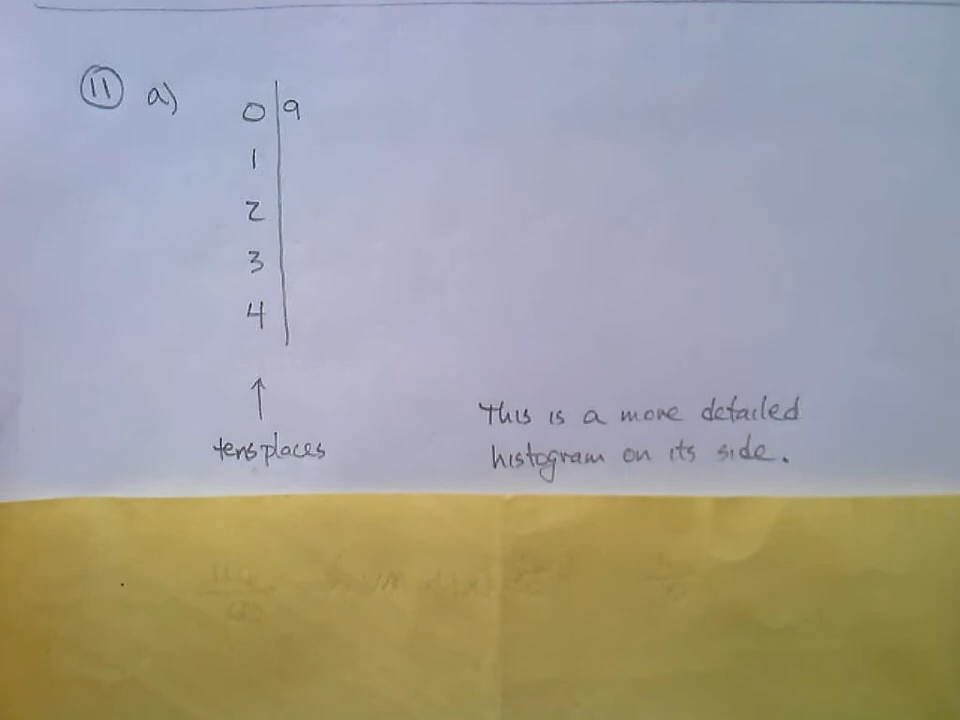 11 a)
0 9
1
2
3
4
↑
tens places
This is a more detailed
histogram on its side.